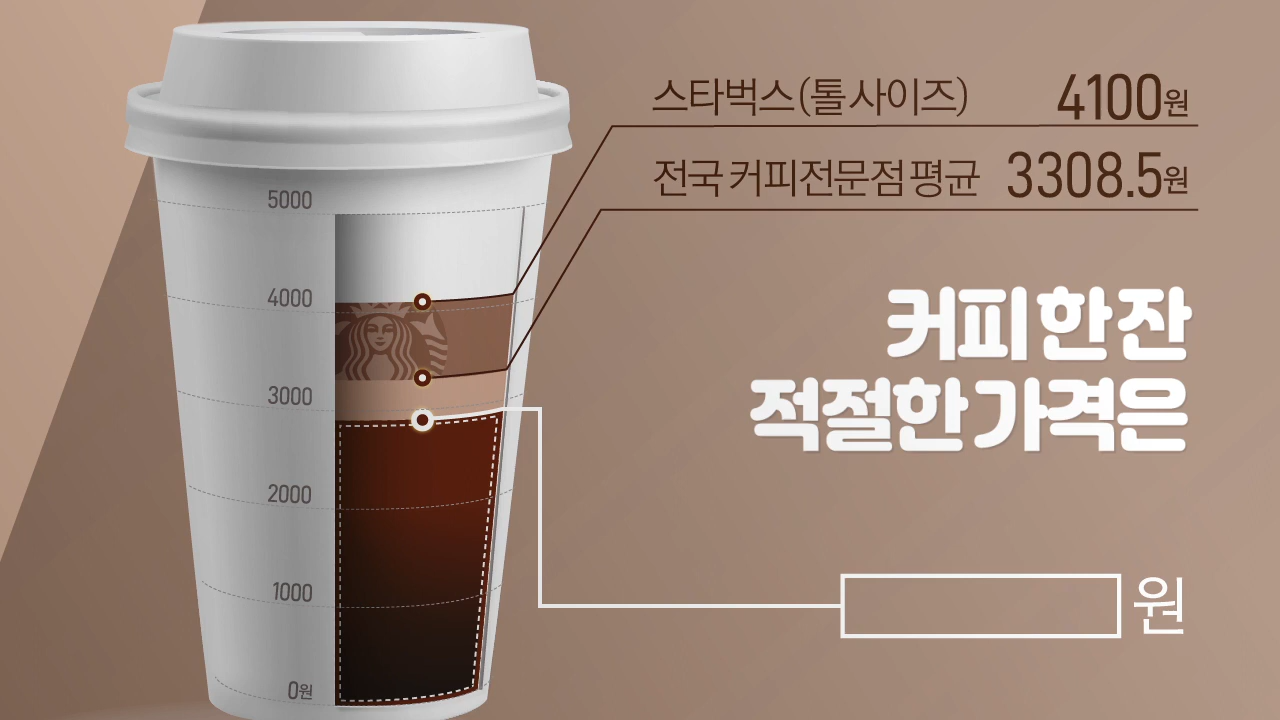 스타벅스 (톨 사이즈) 4100원
전국 커피전문점 평균 3308.5원
커피 한 잔
적절한 가격은
원
5000
4000
3000
2000
1000
0원